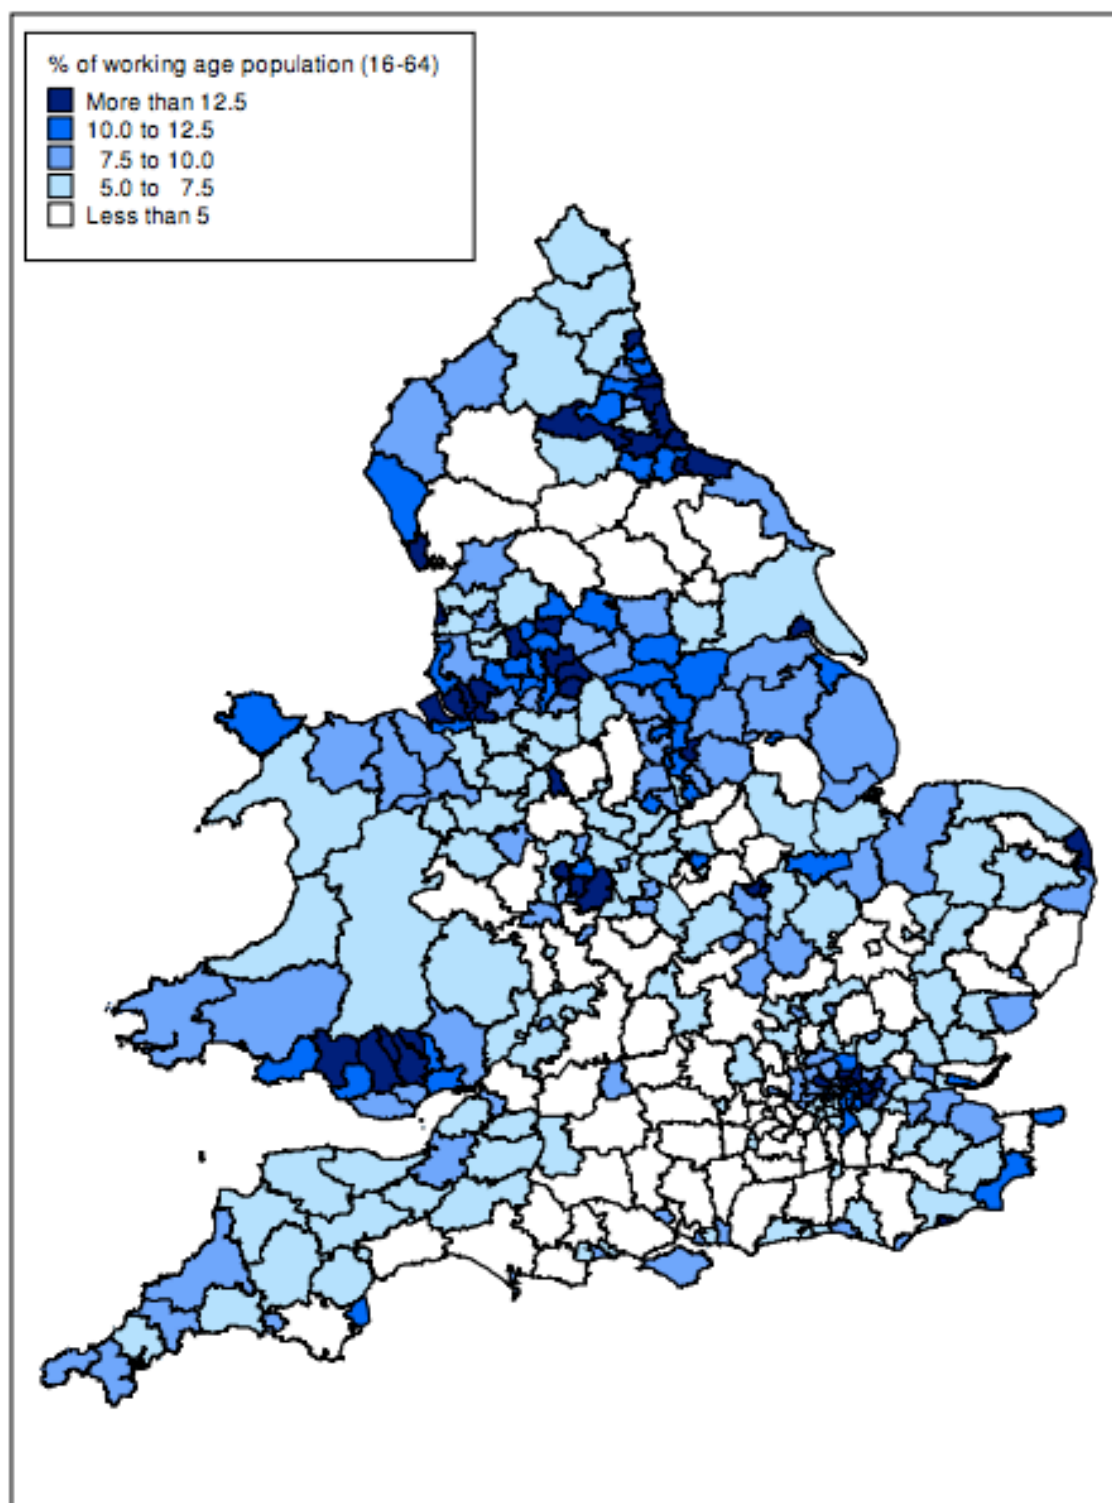 % of working age population (16-64)
More than 12.5
10.0 to 12.5
7.5 to 10.0
5.0 to 7.5
Less than 5